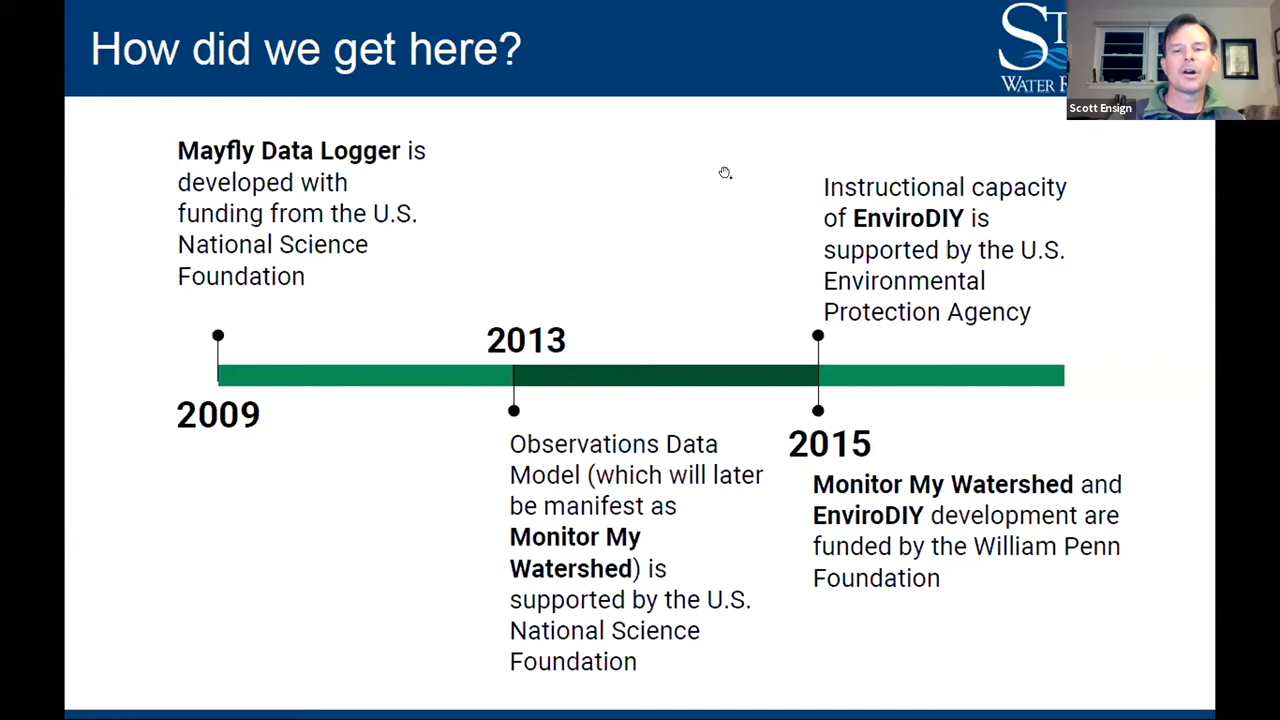 How did we get here?
WATER
Scott Ensign
Mayfly Data Logger is
developed with
funding from the U.S.
National Science
Foundation
Instructional capacity
of EnviroDIY is
supported by the U.S.
Environmental
Protection Agency
2013
2009
Observations Data
Model (which will later
be manifest as
Monitor My
Watershed) is
supported by the U.S.
National Science
Foundation
2015
Monitor My Watershed and
EnviroDIY development are
funded by the William Penn
Foundation